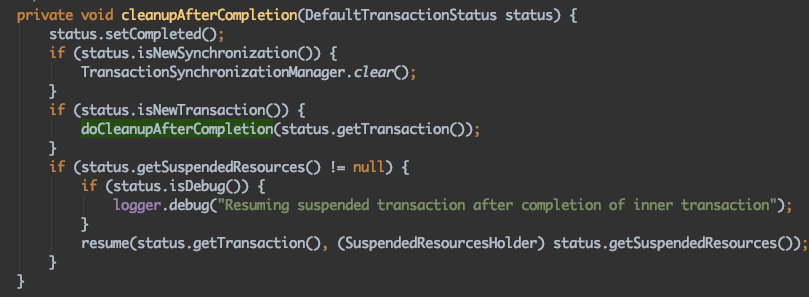 private void cleanupAfterCompletion(DefaultTransactionStatus status) {
    status.setCompleted();
    if (status.isNewSynchronization()) {
        TransactionSynchronizationManager.clear();
    }
    if (status.isNewTransaction()) {
        doCleanupAfterCompletion(status.getTransaction());
    }
    if (status.getSuspendedResources() != null) {
        if (status.isDebug()) {
            logger.debug("Resuming suspended transaction after completion of inner transaction");
        }
        resume(status.getTransaction(), (SuspendedResourcesHolder) status.getSuspendedResources());
    }
}